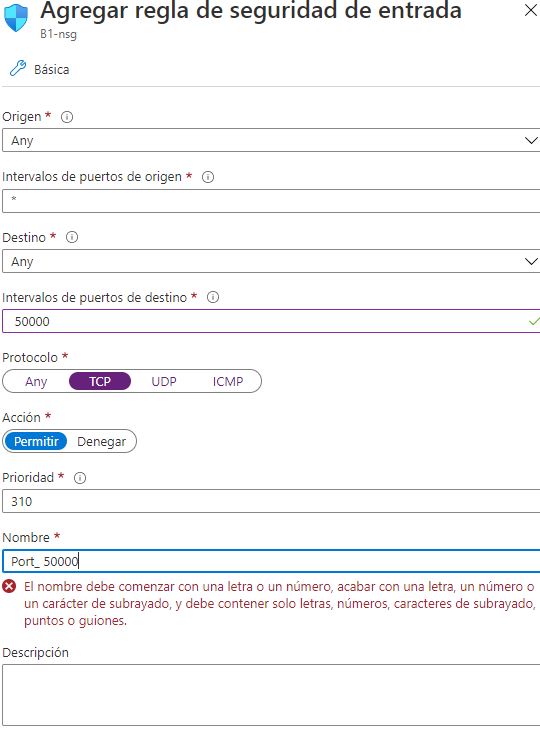 Agregar regla de seguridad de entrada
B1-nsg
Básica
Origen *
Any
Intervalos de puertos de origen *
*
Destino *
Any
Intervalos de puertos de destino *
50000
Protocolo *
Any TCP UDP ICMP
Acción *
Permitir Denegar
Prioridad *
310
Nombre *
Port_ 50000
El nombre debe comenzar con una letra o un número, acabar con una letra, un número o
un carácter de subrayado, y debe contener solo letras, números, caracteres de subrayado,
puntos o guiones.
Descripción